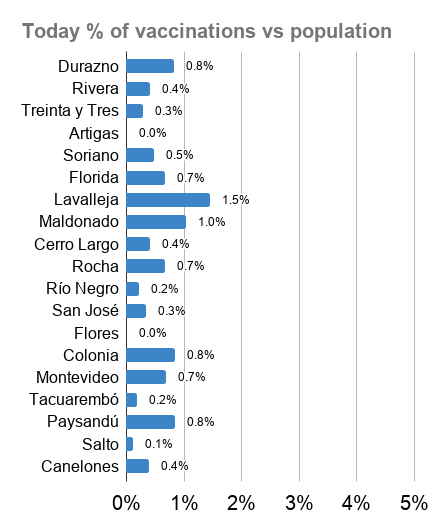 Today % of vaccinations vs population
Durazno 0.8%
Rivera 0.4%
Treinta y Tres 0.3%
Artigas 0.0%
Soriano 0.5%
Florida 0.7%
Lavalleja 1.5%
Maldonado 1.0%
Cerro Largo 0.4%
Rocha 0.7%
Río Negro 0.2%
San José 0.3%
Flores 0.0%
Colonia 0.8%
Montevideo 0.7%
Tacuarembó 0.2%
Paysandú 0.8%
Salto 0.1%
Canelones 0.4%
0% 1% 2% 3% 4% 5%